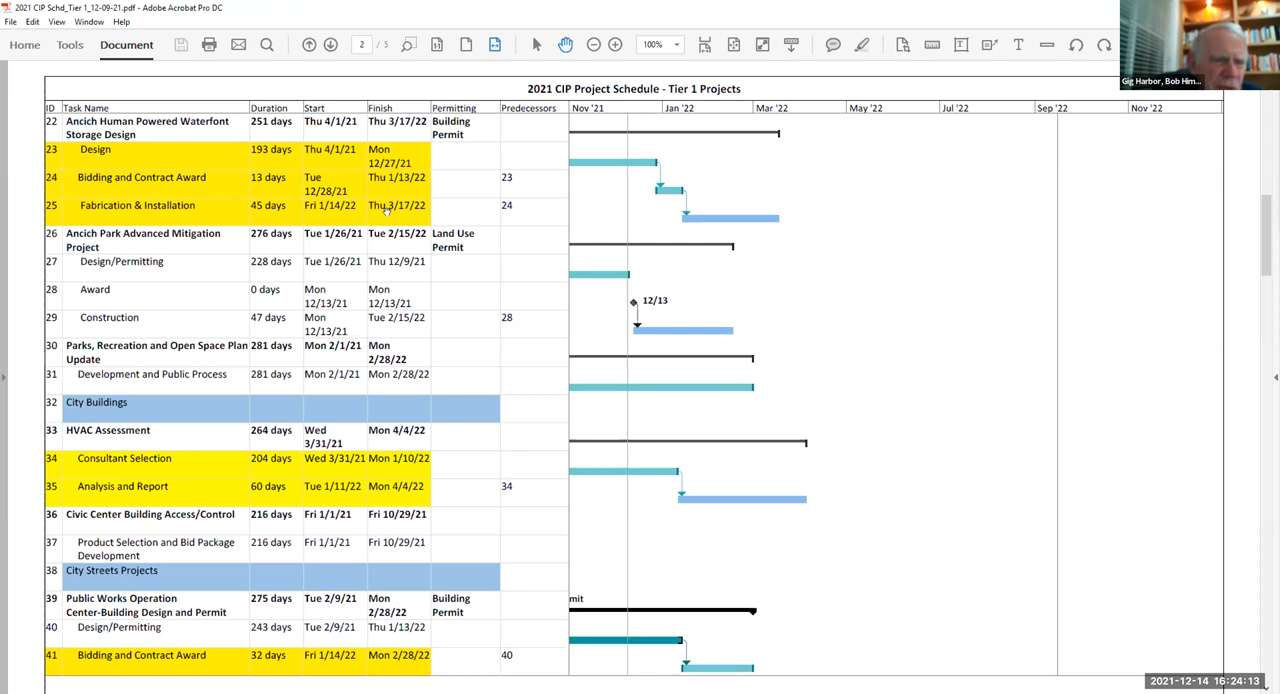 2021 CIP Schd_Tier 1_12-09-21.pdf - Adobe Acrobat Pro DC
File Edit View Window Help
Home Tools Document 2 / 5 100%
Gig Harbor, Bob Him...
2021 CIP Project Schedule - Tier 1 Projects
ID Task Name Duration Start Finish Permitting Predecessors Nov '21 Jan '22 Mar '22 May '22 Jul '22 Sep '22 Nov '22
22 Ancich Human Powered Waterfont 251 days Thu 4/1/21 Thu 3/17/22 Building
Storage Design Permit
23 Design 193 days Thu 4/1/21 Mon
12/27/21
24 Bidding and Contract Award 13 days Tue Thu 1/13/22 23
12/28/21
25 Fabrication & Installation 45 days Fri 1/14/22 Thu 3/17/22 24
26 Ancich Park Advanced Mitigation 276 days Tue 1/26/21 Tue 2/15/22 Land Use
Project Permit
27 Design/Permitting 228 days Tue 1/26/21 Thu 12/9/21
28 Award 0 days Mon Mon 12/13
12/13/21 12/13/21
29 Construction 47 days Mon Tue 2/15/22 28
12/13/21
30 Parks, Recreation and Open Space Plan 281 days Mon 2/1/21 Mon
Update 2/28/22
31 Development and Public Process 281 days Mon 2/1/21 Mon 2/28/22
32 City Buildings
33 HVAC Assessment 264 days Wed Mon 4/4/22
3/31/21
34 Consultant Selection 204 days Wed 3/31/21 Mon 1/10/22
35 Analysis and Report 60 days Tue 1/11/22 Mon 4/4/22 34
36 Civic Center Building Access/Control 216 days Fri 1/1/21 Fri 10/29/21
37 Product Selection and Bid Package 216 days Fri 1/1/21 Fri 10/29/21
Development
38 City Streets Projects
39 Public Works Operation 275 days Tue 2/9/21 Mon Building mit
Center-Building Design and Permit 2/28/22 Permit
40 Design/Permitting 243 days Tue 2/9/21 Thu 1/13/22
41 Bidding and Contract Award 32 days Fri 1/14/22 Mon 2/28/22 40
2021-12-14 16:24:13